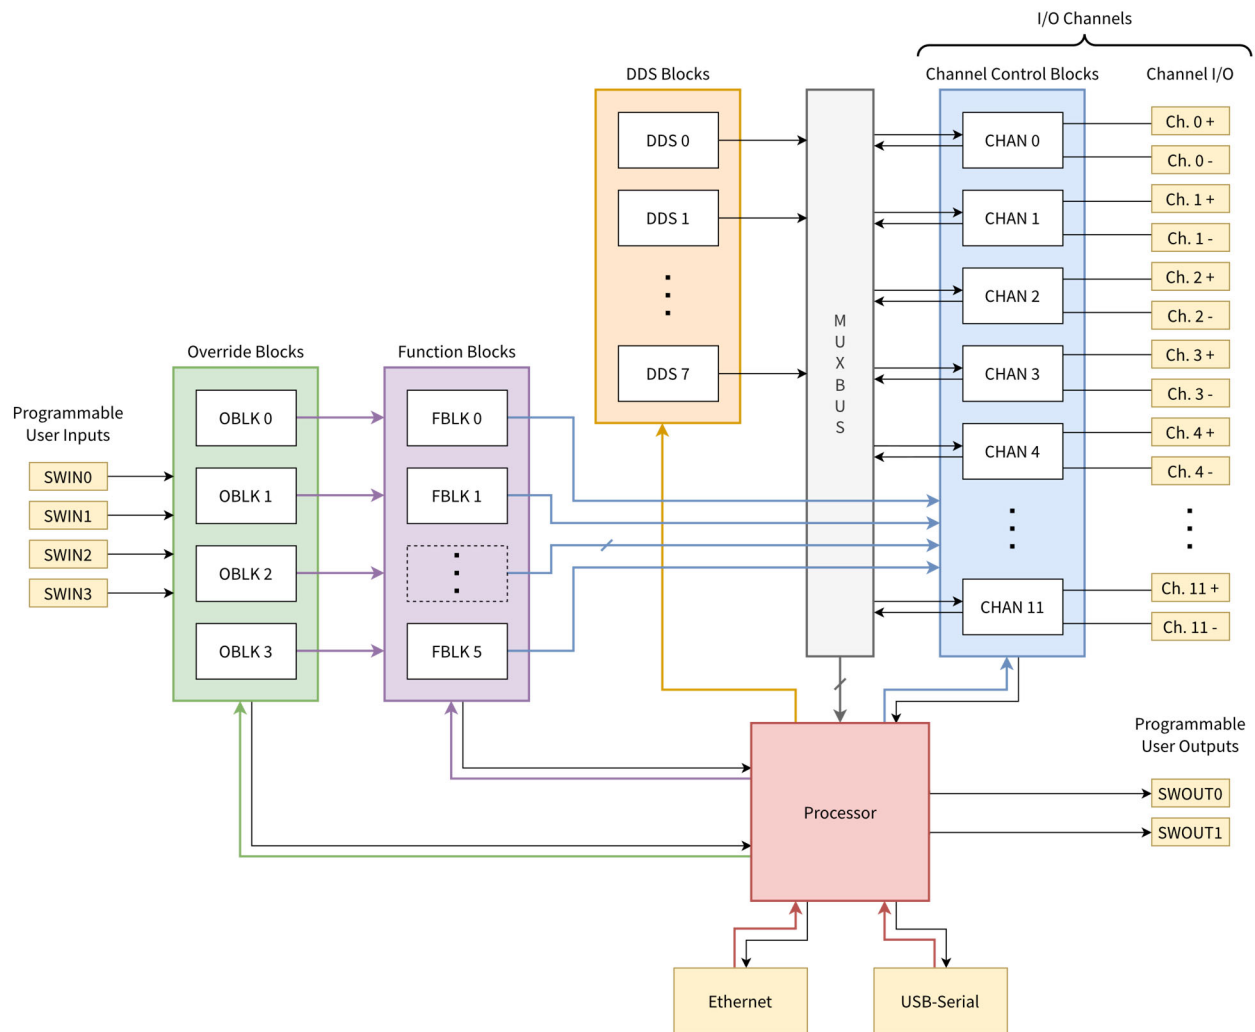 I/O Channels
DDS Blocks
Channel Control Blocks
Channel I/O
DDS 0
DDS 1
DDS 7
M
U
X
B
U
S
CHAN 0
CHAN 1
CHAN 2
CHAN 3
CHAN 4
CHAN 11
Ch. 0 +
Ch. 0 -
Ch. 1 +
Ch. 1 -
Ch. 2 +
Ch. 2 -
Ch. 3 +
Ch. 3 -
Ch. 4 +
Ch. 4 -
Ch. 11 +
Ch. 11 -
Override Blocks
Function Blocks
Programmable
User Inputs
SWIN0
SWIN1
SWIN2
SWIN3
OBLK 0
OBLK 1
OBLK 2
OBLK 3
FBLK 0
FBLK 1
FBLK 5
Processor
Programmable
User Outputs
SWOUT0
SWOUT1
Ethernet
USB-Serial